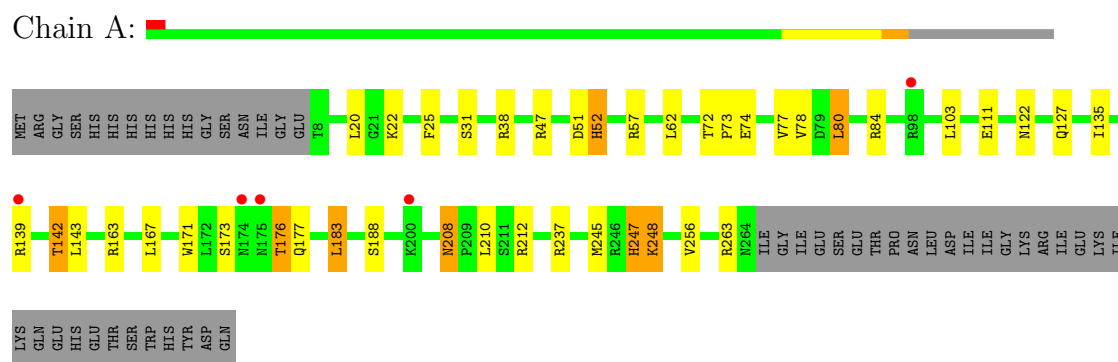 Chain A:
MET ARG GLY SER HIS HIS HIS HIS HIS HIS GLY SER ASN ILE GLY GLU T8 L20 G21 K22 F25 S31 R38 R47 D51 H52 R57 L62 T72 P73 E74 V77 V78 D79 L80 R84 R98 L103 E111 N122 Q127 I135
R139 T142 L143 R163 L167 W171 L172 S173 N174 N175 T176 Q177 L183 S188 K200 N208 P209 L210 S211 R212 R237 M245 R246 H247 K248 V256 R263 N264 ILE GLY ILE GLU SER GLU THR PRO ASN LEU ASP ILE ILE GLY LYS ARG ILE GLU LYS ILE
LYS GLN GLU HIS GLU THR SER TRP HIS TYR ASP GLN